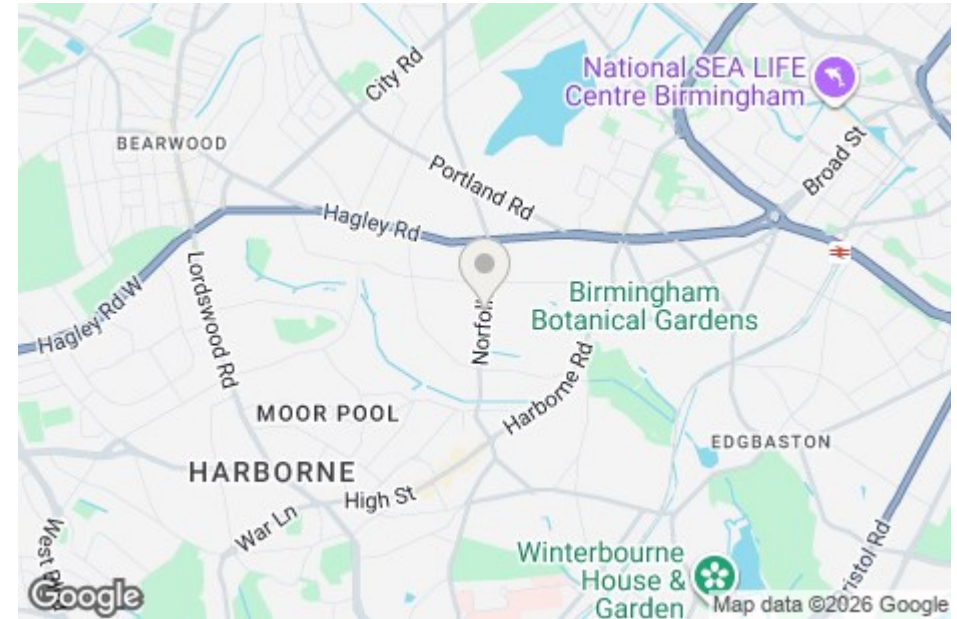 National SEA LIFE
Centre Birmingham
City Rd
BEARWOOD
Broad St
Portland Rd
Hagley Rd
Lordswood Rd
Hagley Rd W
Birmingham
Botanical Gardens
Harborne Rd
MOOR POOL
EDGBASTON
HARBORNE
High St
War Ln
Winterbourne
House &
Garden
Google
Map data ©2026 Google